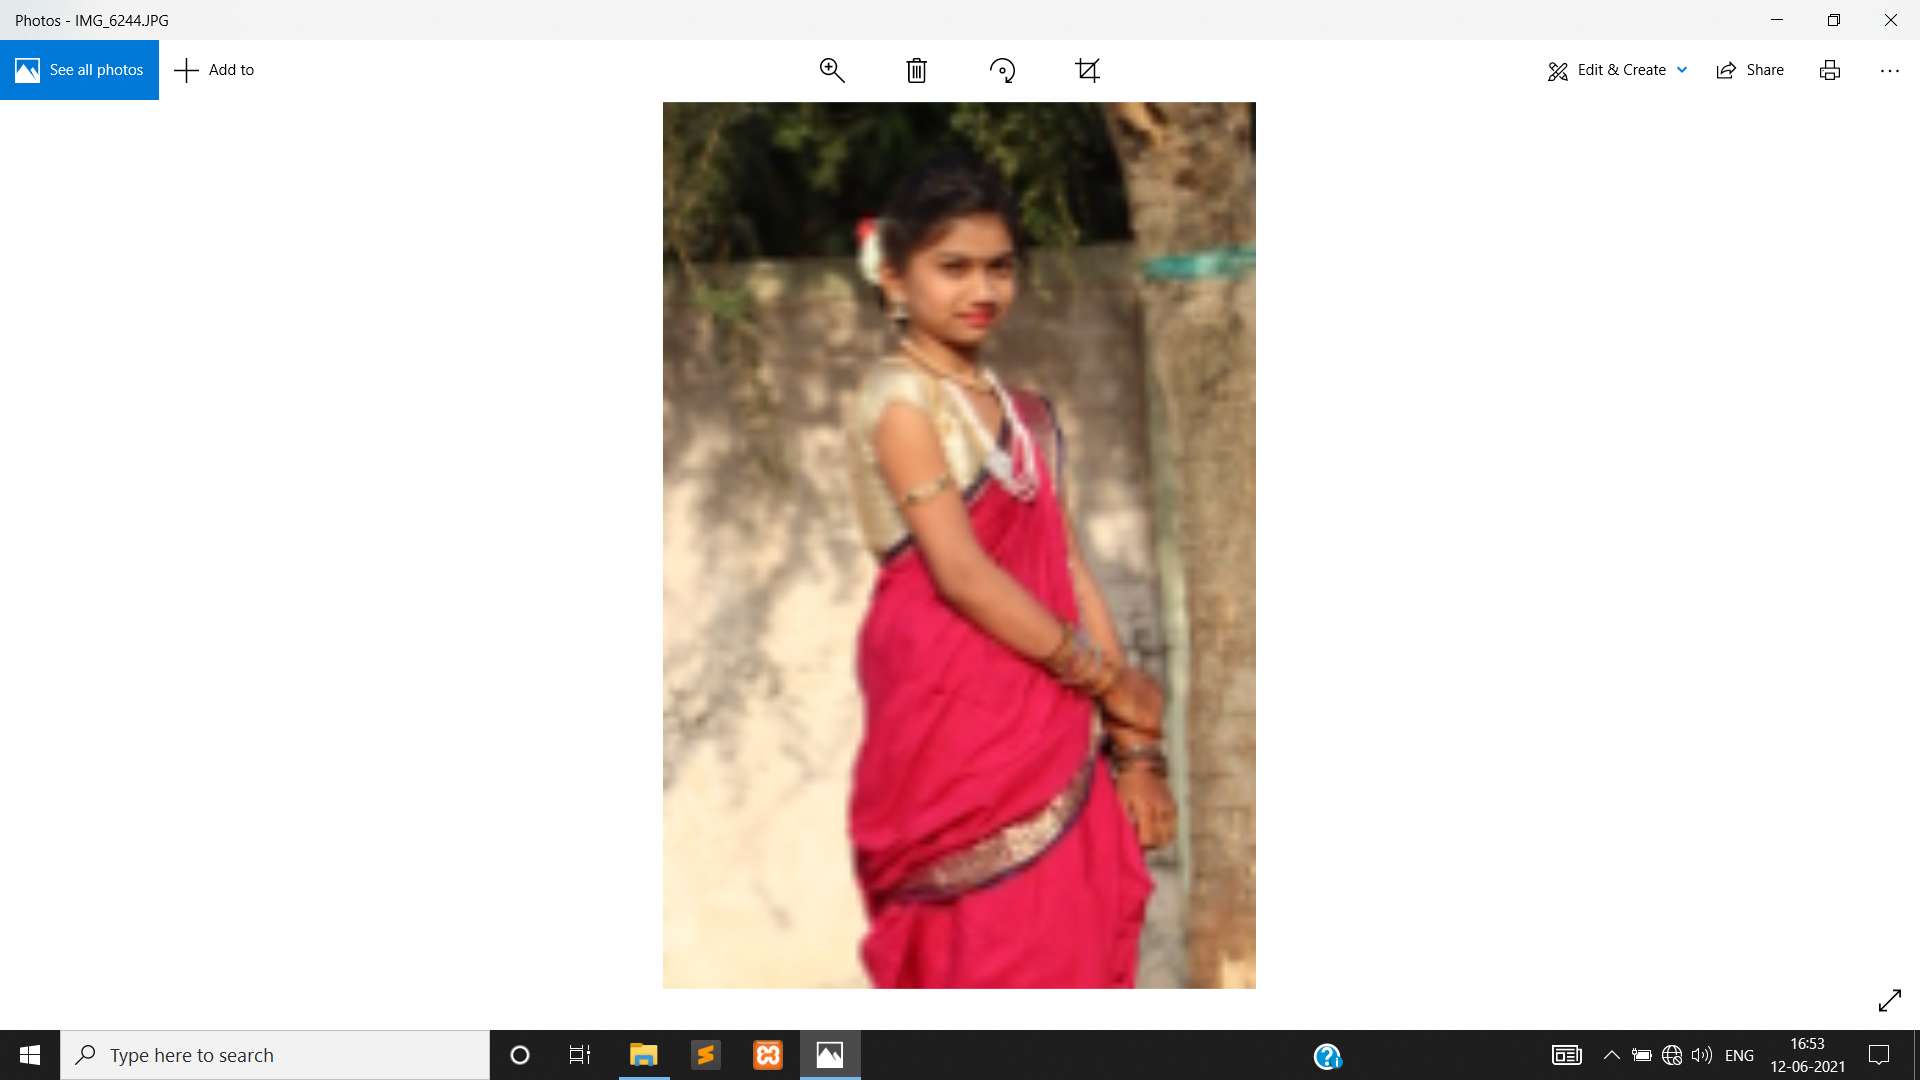 Photos - IMG_6244.JPG
See all photos
Add to
Edit & Create
Share
Type here to search
ENG
16:53
12-06-2021